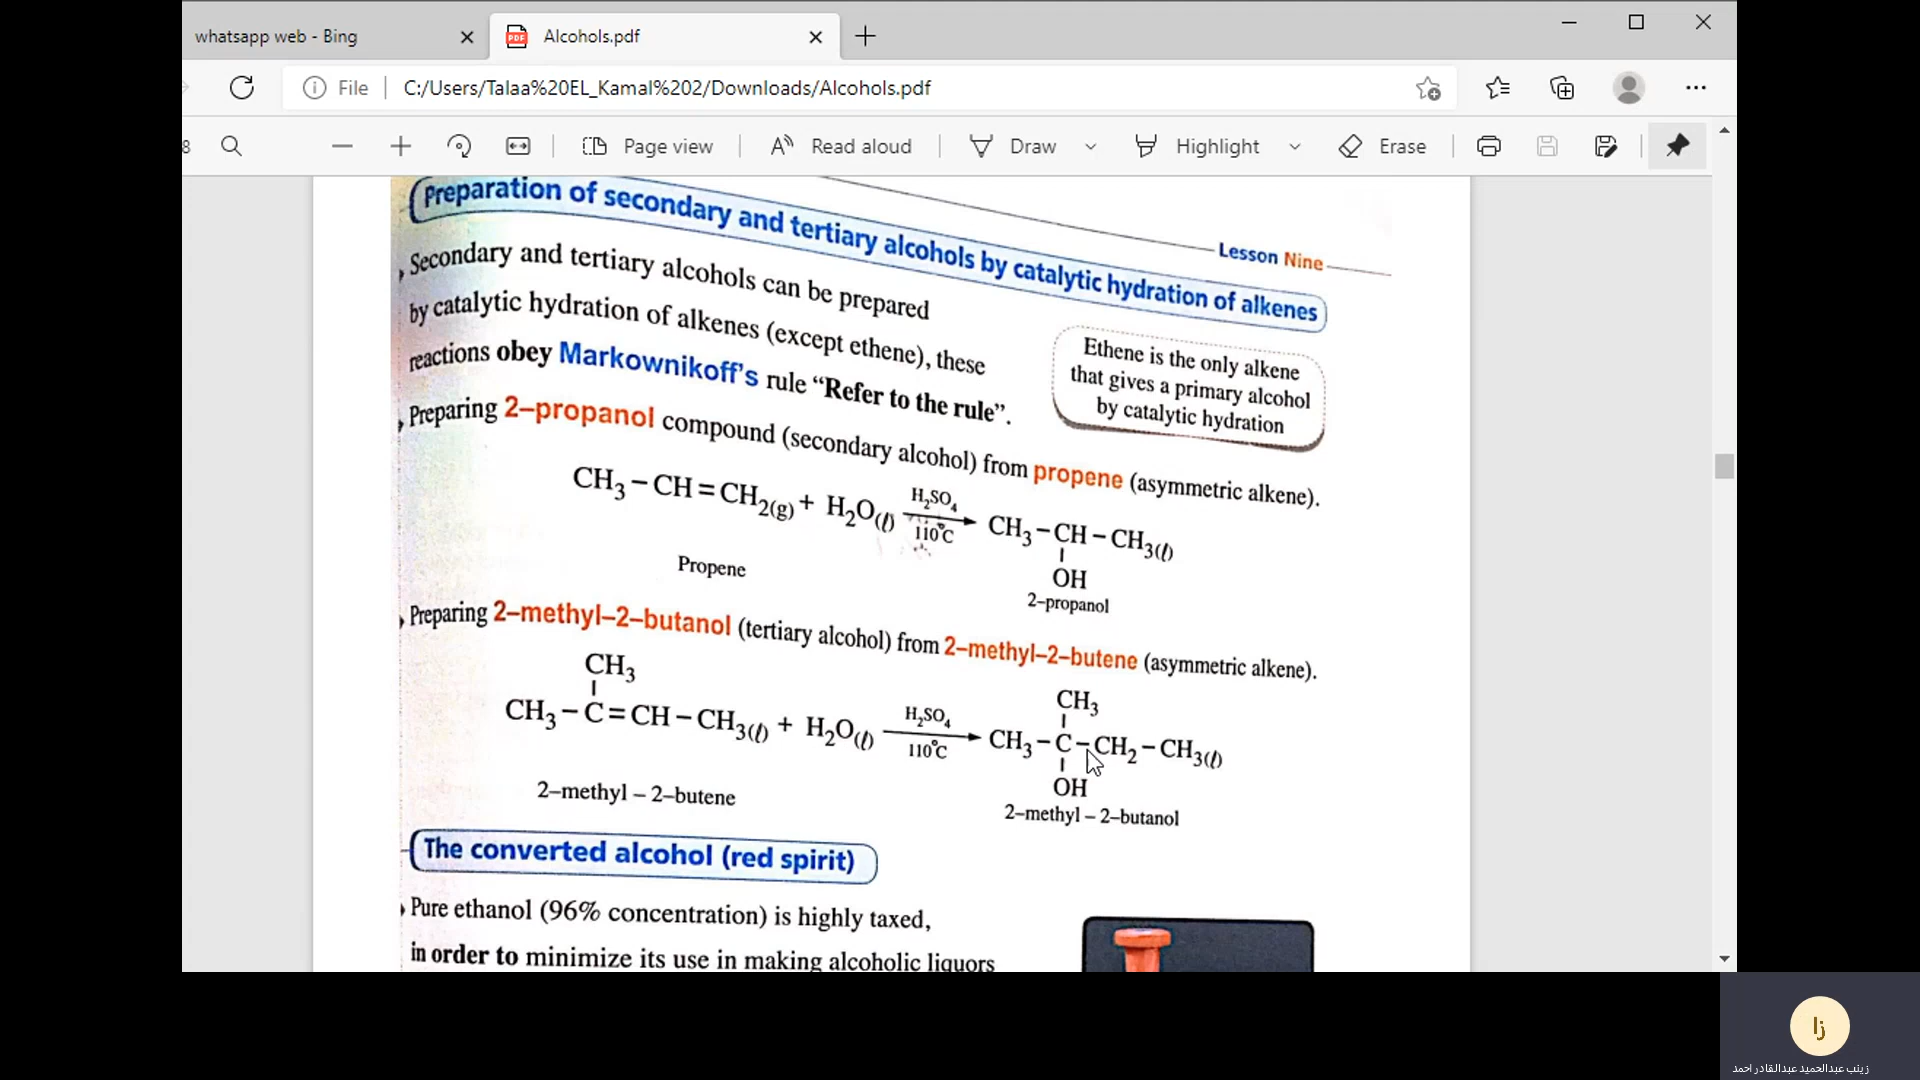 whatsapp web - Bing
Alcohols.pdf
File
C:/Users/Talaa%20EL_Kamal%202/Downloads/Alcohols.pdf
8
Page view
Read aloud
Draw
Highlight
Erase
Lesson Nine
Preparation of secondary and tertiary alcohols by catalytic hydration of alkenes
Secondary and tertiary alcohols can be prepared
by catalytic hydration of alkenes (except ethene), these
reactions obey Markownikoff's rule “Refer to the rule”.
Ethene is the only alkene
that gives a primary alcohol
by catalytic hydration
Preparing 2–propanol compound (secondary alcohol) from propene (asymmetric alkene).
CH₃ – CH = CH₂(g) + H₂O(l) H₂SO₄ 110°C CH₃ – CH – CH₃(l)
OH
Propene
2–propanol
Preparing 2–methyl–2–butanol (tertiary alcohol) from 2–methyl–2–butene (asymmetric alkene).
CH₃ CH₃
CH₃ – C = CH – CH₃(l) + H₂O(l) H₂SO₄ 110°C CH₃ – C – CH₂ – CH₃(l)
OH
2–methyl – 2–butene
2–methyl – 2–butanol
The converted alcohol (red spirit)
Pure ethanol (96% concentration) is highly taxed,
in order to minimize its use in making alcoholic liquors
زا
زينب عبدالحميد عبدالقادر احمد